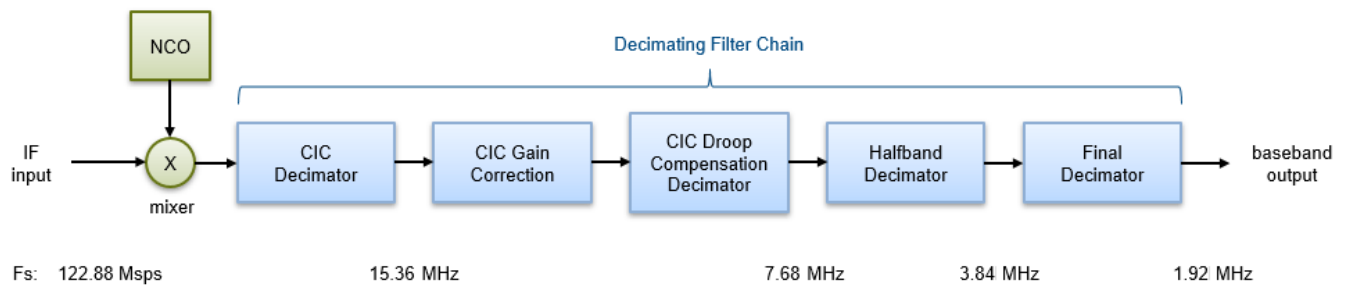 NCO
Decimating Filter Chain
IF
input
X
mixer
CIC
Decimator
CIC Gain
Correction
CIC Droop
Compensation
Decimator
Halfband
Decimator
Final
Decimator
baseband
output
Fs: 122.88 Msps 15.36 MHz 7.68 MHz 3.84 MHz 1.92 MHz